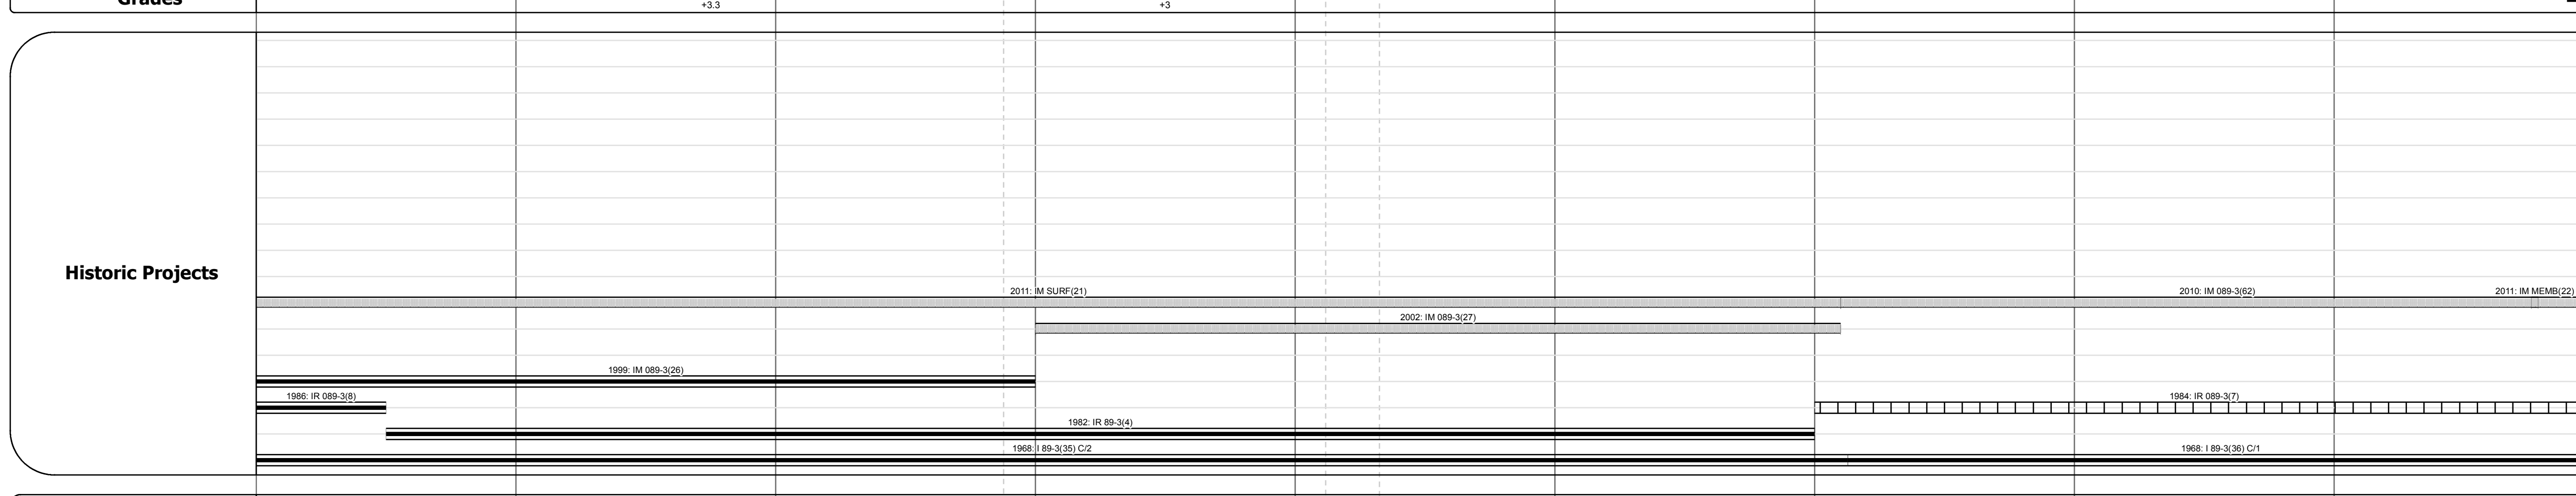 Grades
+3.3
+3
Historic Projects
2011: IM SURF(21)
2010: IM 089-3(62)
2011: IM MEMB(22)
2002: IM 089-3(27)
1999: IM 089-3(26)
1986: IR 089-3(8)
1984: IR 089-3(7)
1982: IR 89-3(4)
1968: I 89-3(35) C/2
1968: I 89-3(36) C/1